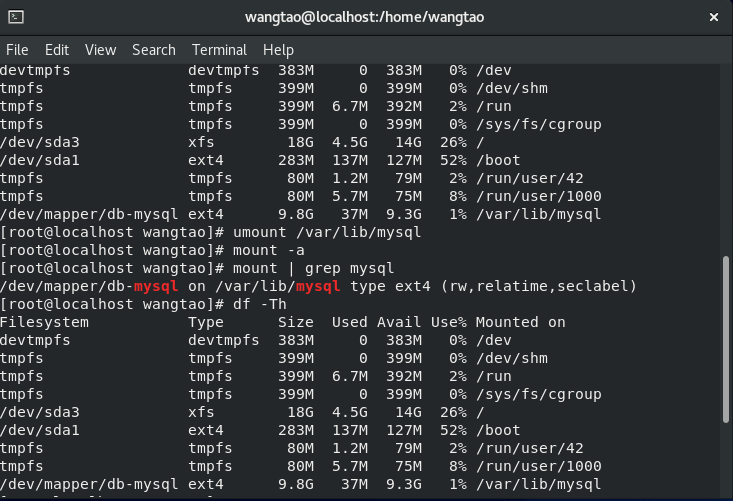 wangtao@localhost:/home/wangtao
File Edit View Search Terminal Help
devtmpfs devtmpfs 383M 0 383M 0% /dev
tmpfs tmpfs 399M 0 399M 0% /dev/shm
tmpfs tmpfs 399M 6.7M 392M 2% /run
tmpfs tmpfs 399M 0 399M 0% /sys/fs/cgroup
/dev/sda3 xfs 18G 4.5G 14G 26% /
/dev/sda1 ext4 283M 137M 127M 52% /boot
tmpfs tmpfs 80M 1.2M 79M 2% /run/user/42
tmpfs tmpfs 80M 5.7M 75M 8% /run/user/1000
/dev/mapper/db-mysql ext4 9.8G 37M 9.3G 1% /var/lib/mysql
[root@localhost wangtao]# umount /var/lib/mysql
[root@localhost wangtao]# mount -a
[root@localhost wangtao]# mount | grep mysql
/dev/mapper/db-mysql on /var/lib/mysql type ext4 (rw,relatime,seclabel)
[root@localhost wangtao]# df -Th
Filesystem Type Size Used Avail Use% Mounted on
devtmpfs devtmpfs 383M 0 383M 0% /dev
tmpfs tmpfs 399M 0 399M 0% /dev/shm
tmpfs tmpfs 399M 6.7M 392M 2% /run
tmpfs tmpfs 399M 0 399M 0% /sys/fs/cgroup
/dev/sda3 xfs 18G 4.5G 14G 26% /
/dev/sda1 ext4 283M 137M 127M 52% /boot
tmpfs tmpfs 80M 1.2M 79M 2% /run/user/42
tmpfs tmpfs 80M 5.7M 75M 8% /run/user/1000
/dev/mapper/db-mysql ext4 9.8G 37M 9.3G 1% /var/lib/mysql